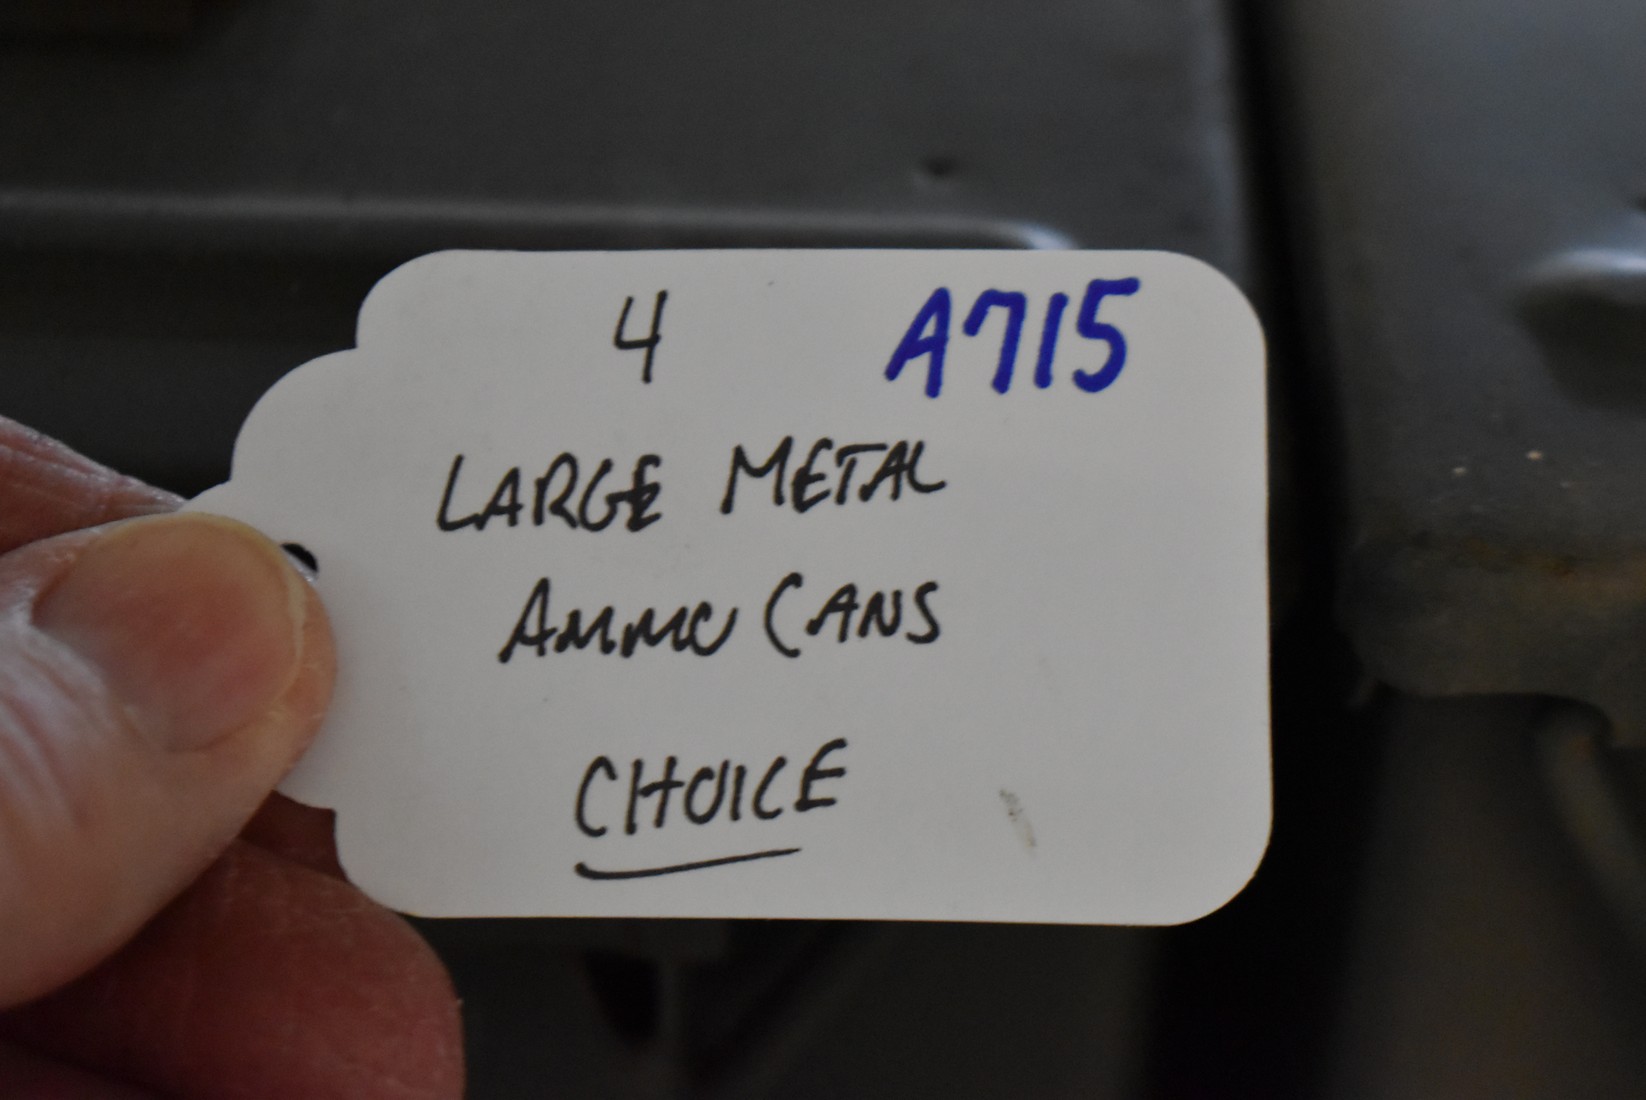 4 A715
LARGE METAL
AMMO CANS
CHOICE